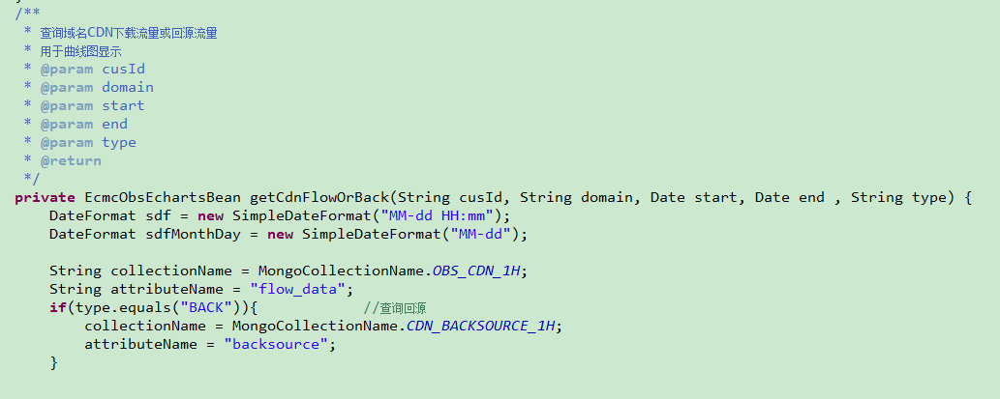 /**
 * 查询域名CDN下载流量或回源流量
 * 用于曲线图显示
 * @param cusId
 * @param domain
 * @param start
 * @param end
 * @param type
 * @return
 */
private EcmcObsEchartsBean getCdnFlowOrBack(String cusId, String domain, Date start, Date end , String type) {
    DateFormat sdf = new SimpleDateFormat("MM-dd HH:mm");
    DateFormat sdfMonthDay = new SimpleDateFormat("MM-dd");
    String collectionName = MongoCollectionName.OBS_CDN_1H;
    String attributeName = "flow_data";
    if(type.equals("BACK")){            //查询回源
        collectionName = MongoCollectionName.CDN_BACKSOURCE_1H;
        attributeName = "backsource";
    }